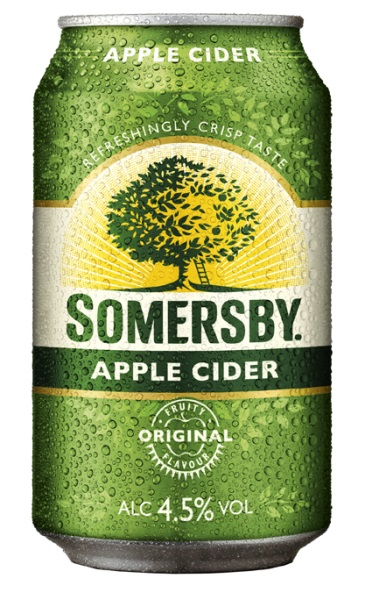 APPLE CIDER
REFRESHINGLY CRISP TASTE
SOMERSBY.
APPLE CIDER
FRUITY
ORIGINAL
FLAVOUR
ALC 4.5% VOL